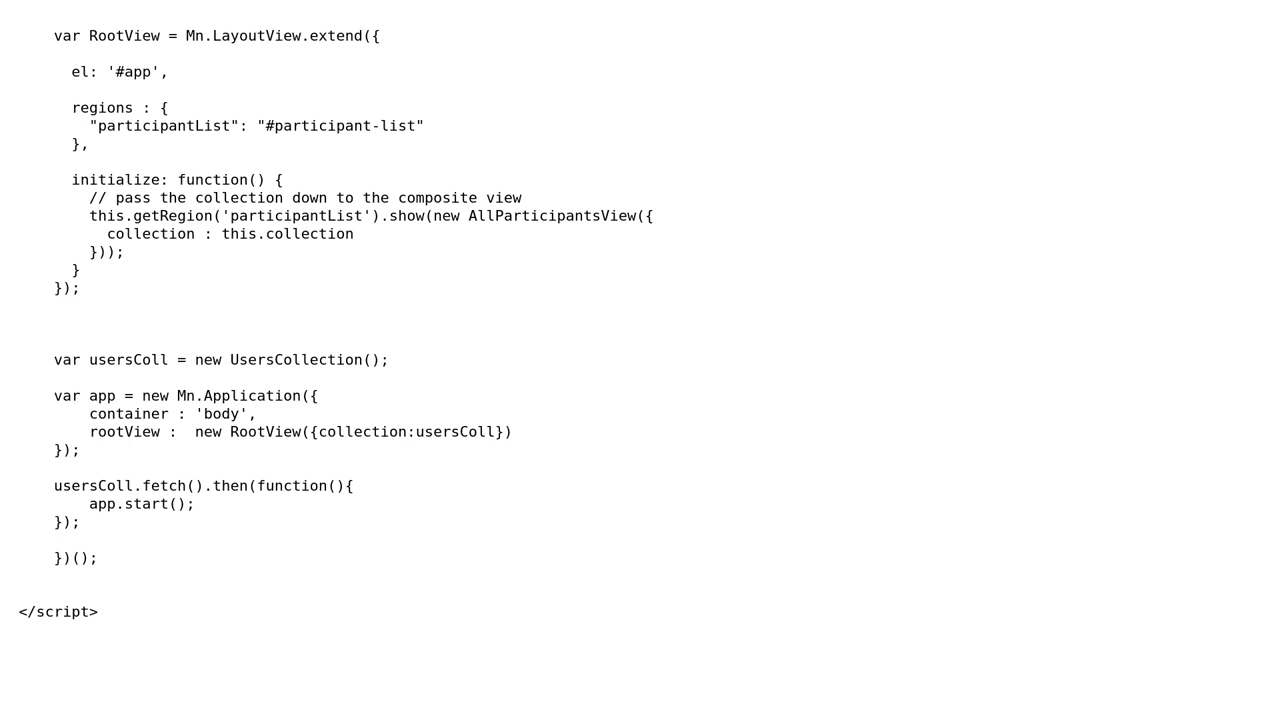 var RootView = Mn.LayoutView.extend({
el: '#app',
regions : {
"participantList": "#participant-list"
},
initialize: function() {
// pass the collection down to the composite view
this.getRegion('participantList').show(new AllParticipantsView({
collection : this.collection
}));
}
});
var usersColl = new UsersCollection();
var app = new Mn.Application({
container : 'body',
rootView :  new RootView({collection:usersColl})
});
usersColl.fetch().then(function(){
app.start();
});
})();
</script>